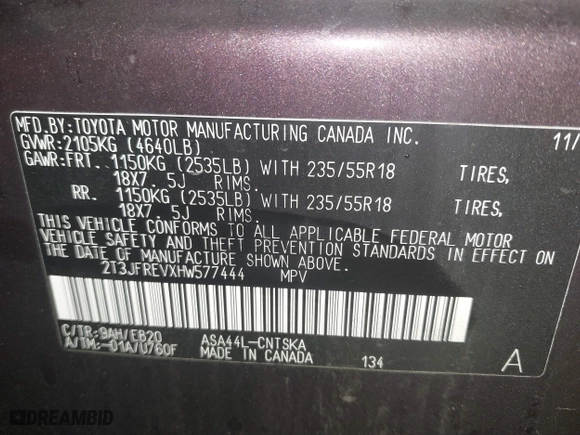 MFD.BY:TOYOTA MOTOR MANUFACTURING CANADA INC. 11/
GVWR:2105KG (4640LB)
GAWR:FRT. 1150KG (2535LB) WITH 235/55R18 TIRES,
18X7.5J RIMS.
RR. 1150KG (2535LB) WITH 235/55R18 TIRES,
18X7.5J RIMS.
THIS VEHICLE CONFORMS TO ALL APPLICABLE FEDERAL MOTOR
VEHICLE SAFETY AND THEFT PREVENTION STANDARDS IN EFFECT ON
THE DATE OF MANUFACTURE SHOWN ABOVE.
2T3JFREVXHW577444 MPV
C/TR:9AH/EB20 ASA44L-CNTSKA
A/TM:-01A/U760F MADE IN CANADA 134 A
DREAMBID